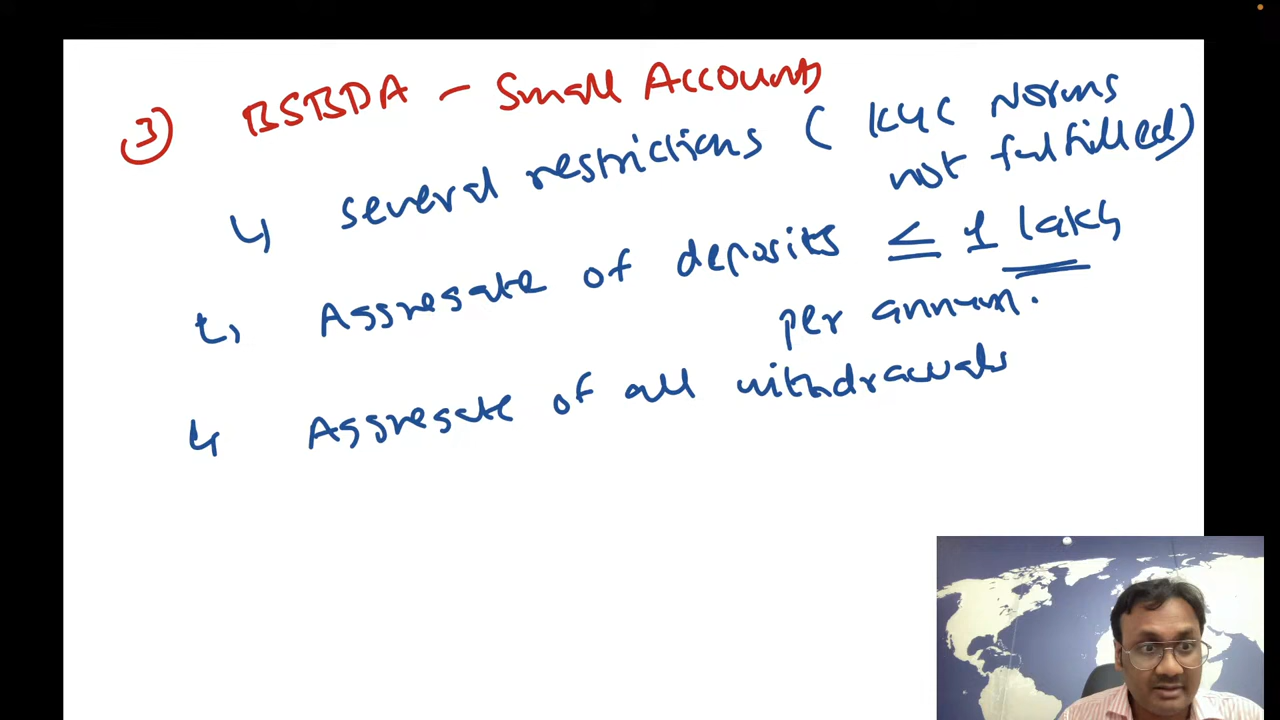 3) BSBDA - Small Accounts
↳ several restrictions ( KYC Norms
not fulfilled)
↳ Aggregate of deposits ≤ 1 lakh
per annum.
↳ Aggregate of all withdrawals